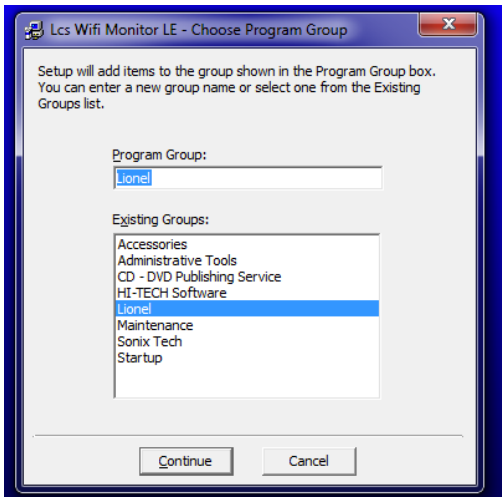 Lcs Wifi Monitor LE - Choose Program Group
Setup will add items to the group shown in the Program Group box.
You can enter a new group name or select one from the Existing
Groups list.
Program Group:
Lionel
Existing Groups:
Accessories
Administrative Tools
CD - DVD Publishing Service
HI-TECH Software
Lionel
Maintenance
Sonix Tech
Startup
Continue Cancel